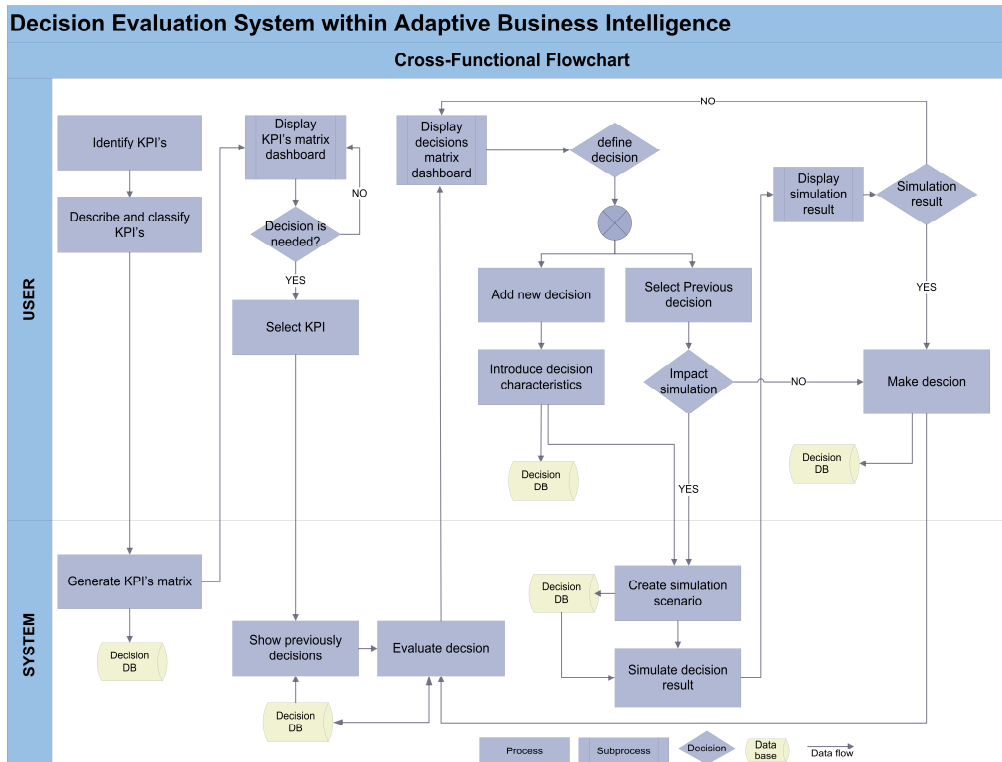 Decision Evaluation System within Adaptive Business Intelligence
Cross-Functional Flowchart
USER
Identify KPI's
Describe and classify
KPI's
Display
KPI's matrix
dashboard
NO
Decision is
needed?
YES
Select KPI
Display
decisions
matrix
dashboard
NO
define
decision
Add new decision
Select Previous
decision
Introduce decision
characteristics
Impact
simulation
NO
YES
Decision
DB
Display
simulation
result
Simulation
result
YES
Make descion
Decision
DB
SYSTEM
Generate KPI's matrix
Decision
DB
Show previously
decisions
Decision
DB
Evaluate decsion
Decision
DB
Create simulation
scenario
Simulate decision
result
Process
Subprocess
Decision
Data
base
Data flow